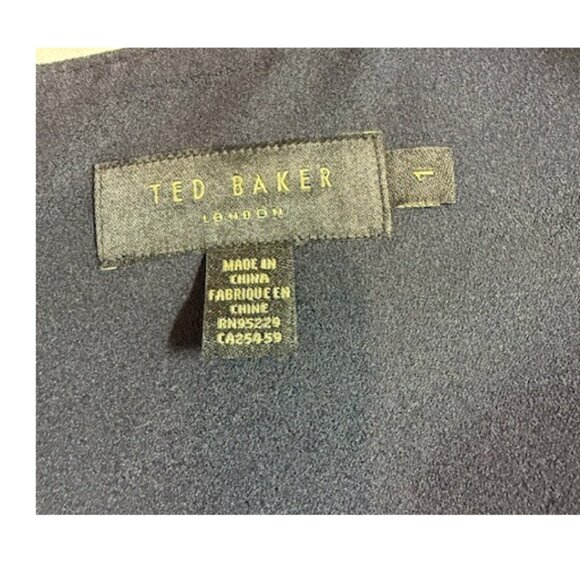 TED BAKER
LONDON
1
MADE IN
CHINA
FABRIQUE EN
CHINE
RN95229
CA25459